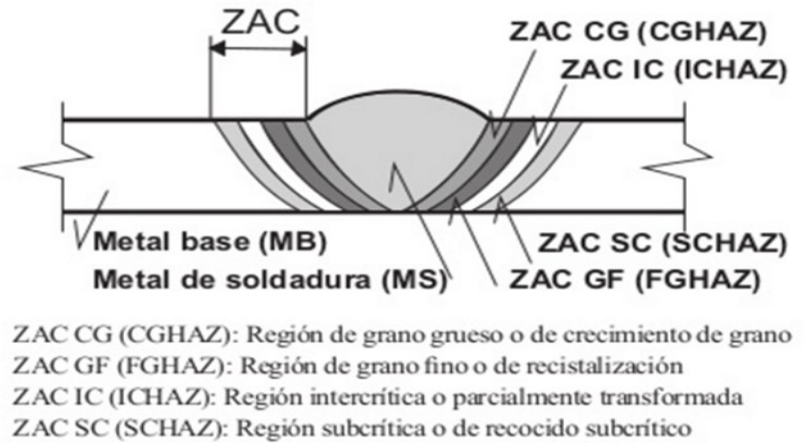 ZAC
ZAC CG (CGHAZ)
ZAC IC (ICHAZ)
Metal base (MB)
ZAC SC (SCHAZ)
Metal de soldadura (MS)
ZAC GF (FGHAZ)
ZAC CG (CGHAZ): Región de grano grueso o de crecimiento de grano
ZAC GF (FGHAZ): Región de grano fino o de recistalización
ZAC IC (ICHAZ): Región intercrítica o parcialmente transformada
ZAC SC (SCHAZ): Región subcrítica o de recocido subcrítico